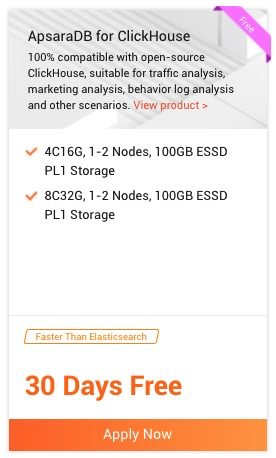 Free
ApsaraDB for ClickHouse
100% compatible with open-source
ClickHouse, suitable for traffic analysis,
marketing analysis, behavior log analysis
and other scenarios. View product >
4C16G, 1-2 Nodes, 100GB ESSD
PL1 Storage
8C32G, 1-2 Nodes, 100GB ESSD
PL1 Storage
Faster Than Elasticsearch
30 Days Free
Apply Now